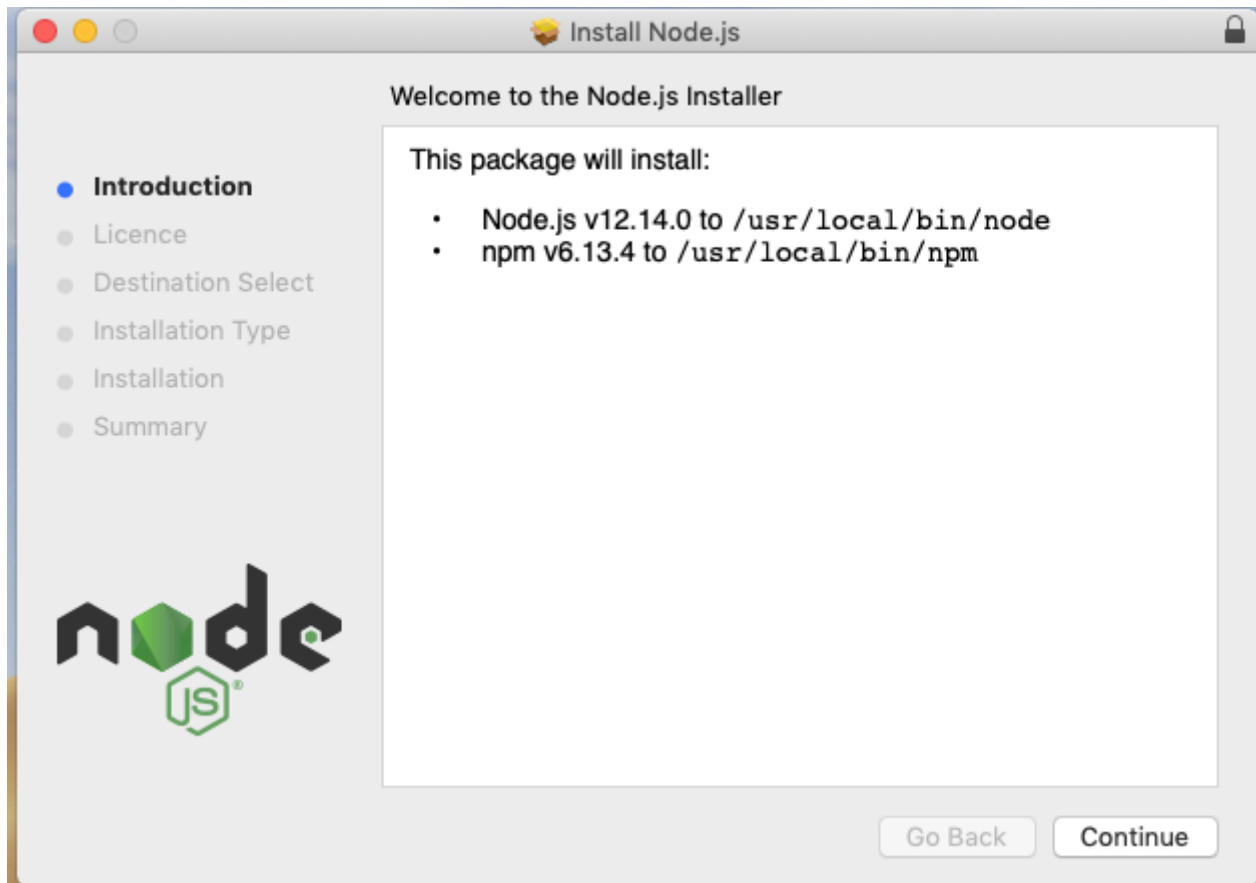 Install Node.js
Welcome to the Node.js Installer
Introduction
Licence
Destination Select
Installation Type
Installation
Summary
This package will install:
• Node.js v12.14.0 to /usr/local/bin/node
• npm v6.13.4 to /usr/local/bin/npm
node
JS®
Go Back
Continue